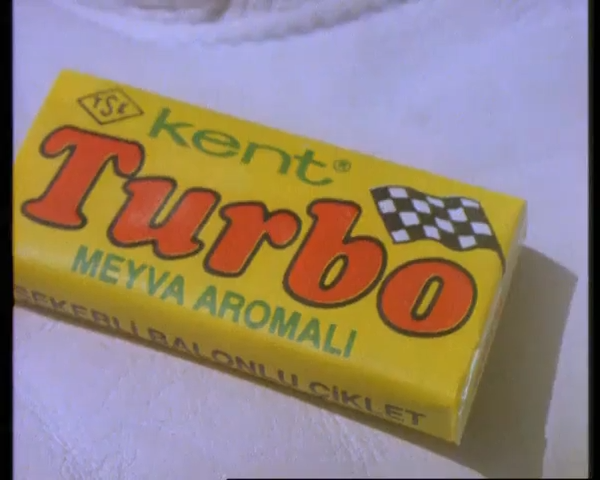 TSE
kent®
Turbo
MEYVA AROMALI
ŞEKERLİ BALONLU ÇİKLET